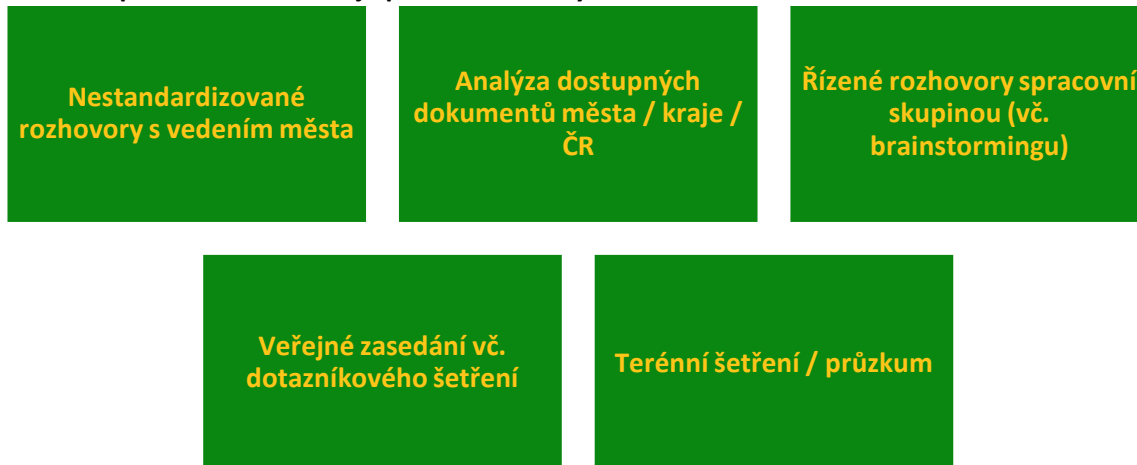 Nestandardizované
rozhovory s vedením města
Analýza dostupných
dokumentů města / kraje /
ČR
Řízené rozhovory spracovní
skupinou (vč.
brainstormingu)
Veřejné zasedání vč.
dotazníkového šetření
Terénní šetření / průzkum